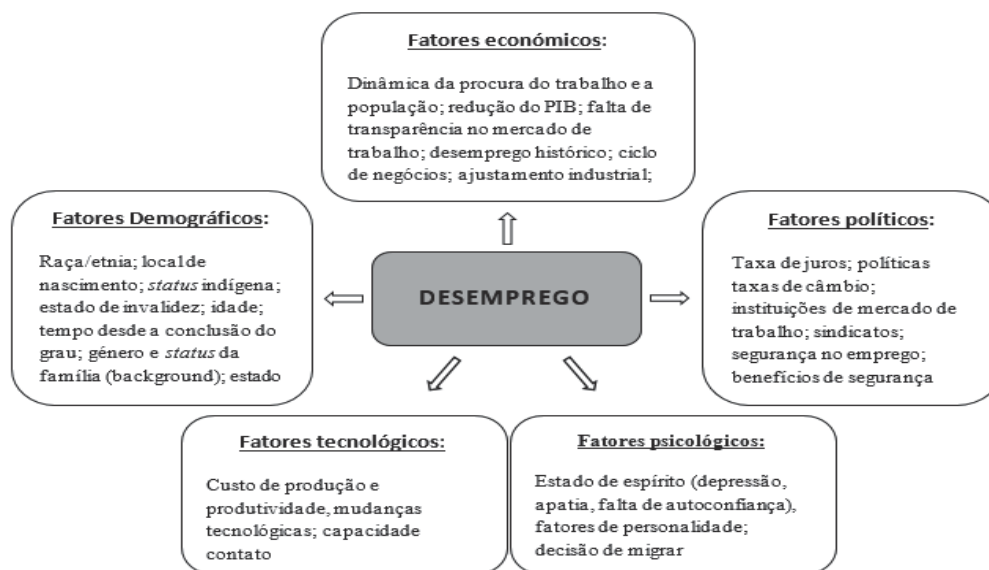 Fatores económicos:
Dinâmica da procura do trabalho e a
população; redução do PIB; falta de
transparência no mercado de
trabalho; desemprego histórico; ciclo
de negócios; ajustamento industrial;
Fatores Demográficos:
Raça/etnia; local de
nascimento; status indígena;
estado de invalidez; idade;
tempo desde a conclusão do
grau; género e status da
família (background); estado
DESEMPREGO
Fatores políticos:
Taxa de juros; políticas
taxas de câmbio;
instituições de mercado de
trabalho; sindicatos;
segurança no emprego;
benefícios de segurança
Fatores tecnológicos:
Custo de produção e
produtividade, mudanças
tecnológicas; capacidade
contato
Fatores psicológicos:
Estado de espírito (depressão,
apatia, falta de autoconfiança),
fatores de personalidade;
decisão de migrar